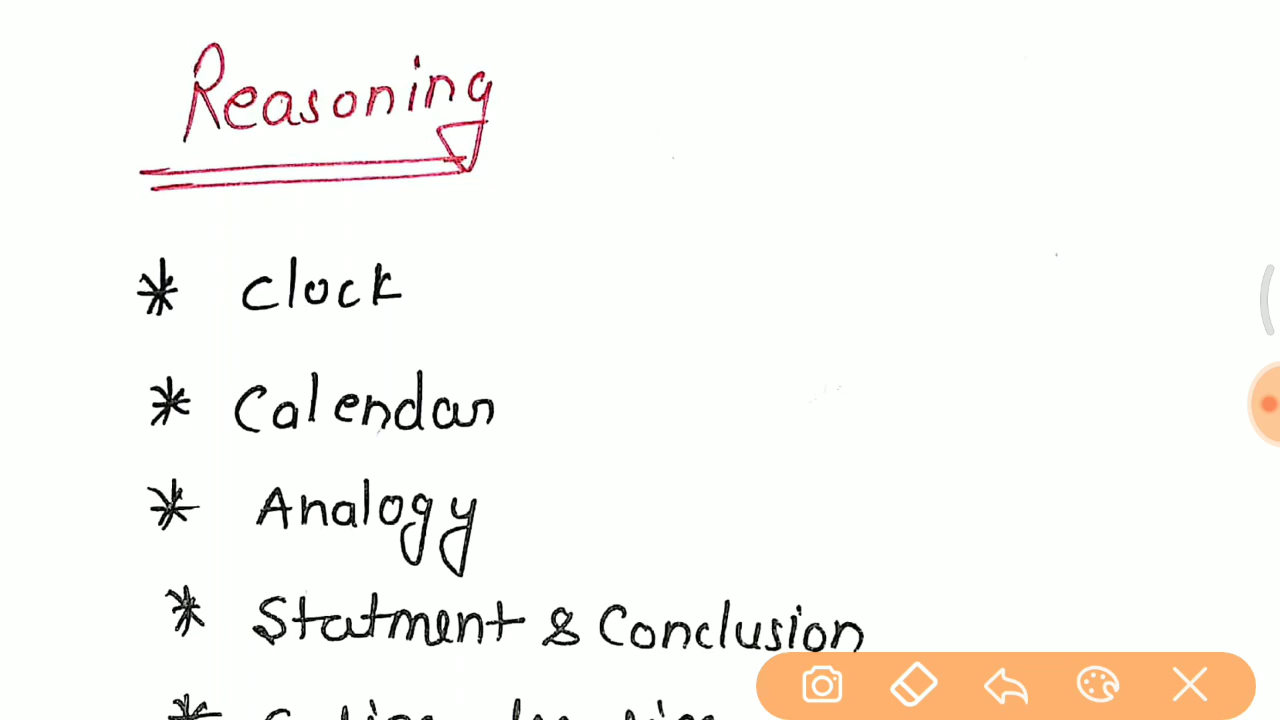 Reasoning
* Clock
* Calendar
* Analogy
* Statment & Conclusion
*